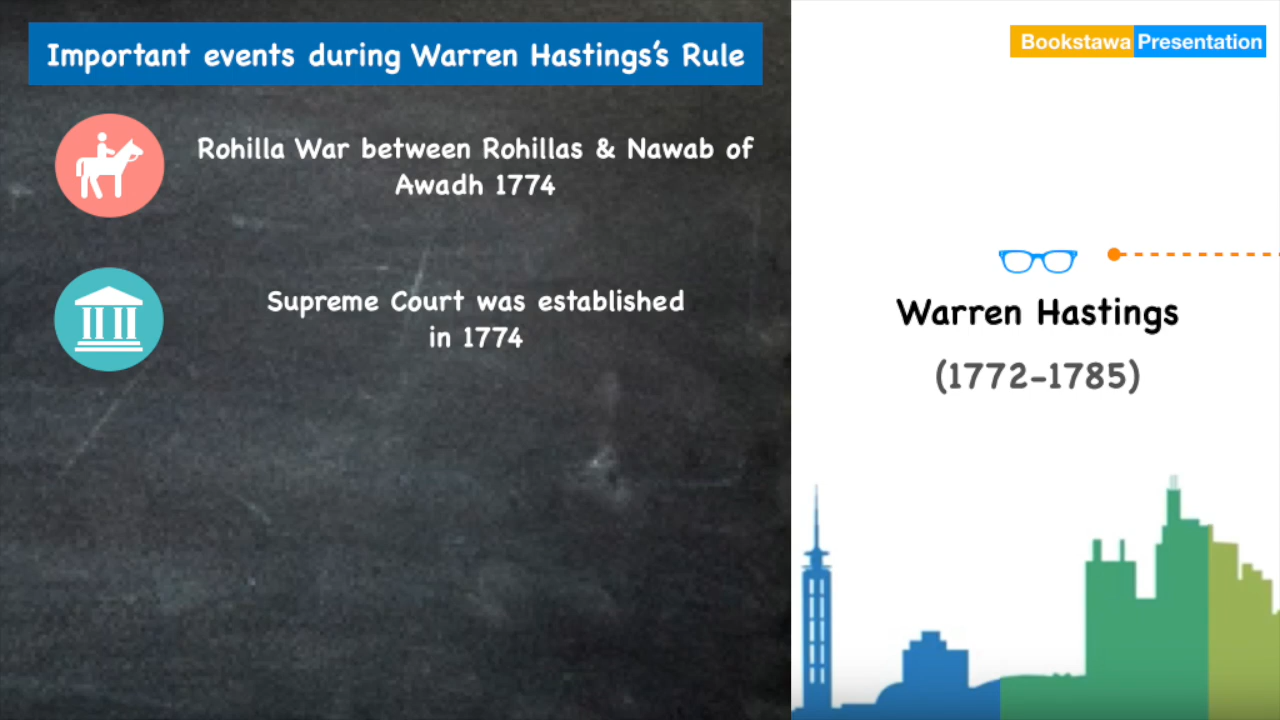 Important events during Warren Hastings's Rule
Rohilla War between Rohillas & Nawab of
Awadh 1774
Supreme Court was established
in 1774
Bookstawa Presentation
Warren Hastings
(1772-1785)